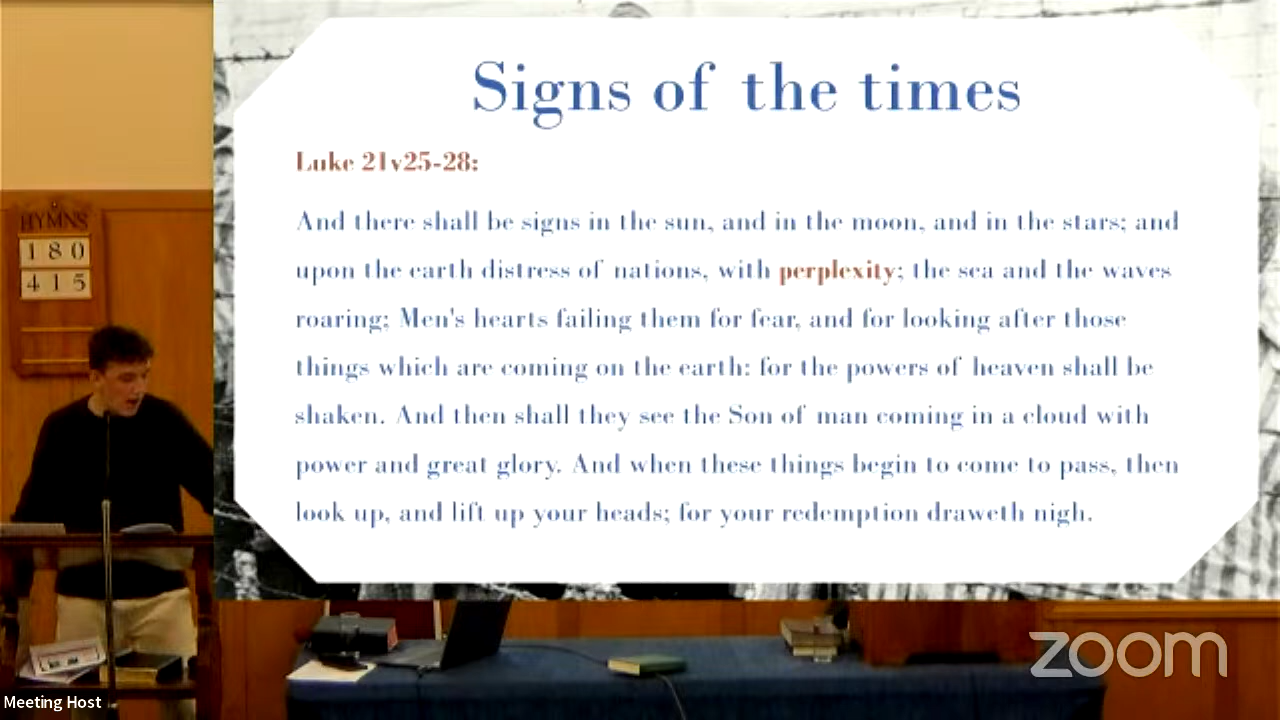 Signs of the times
Luke 21v25-28:
And there shall be signs in the sun, and in the moon, and in the stars; and
upon the earth distress of nations, with perplexity; the sea and the waves
roaring; Men's hearts failing them for fear, and for looking after those
things which are coming on the earth: for the powers of heaven shall be
shaken. And then shall they see the Son of man coming in a cloud with
power and great glory. And when these things begin to come to pass, then
look up, and lift up your heads; for your redemption draweth nigh.
HYMNS
180
415
zoom
Meeting Host